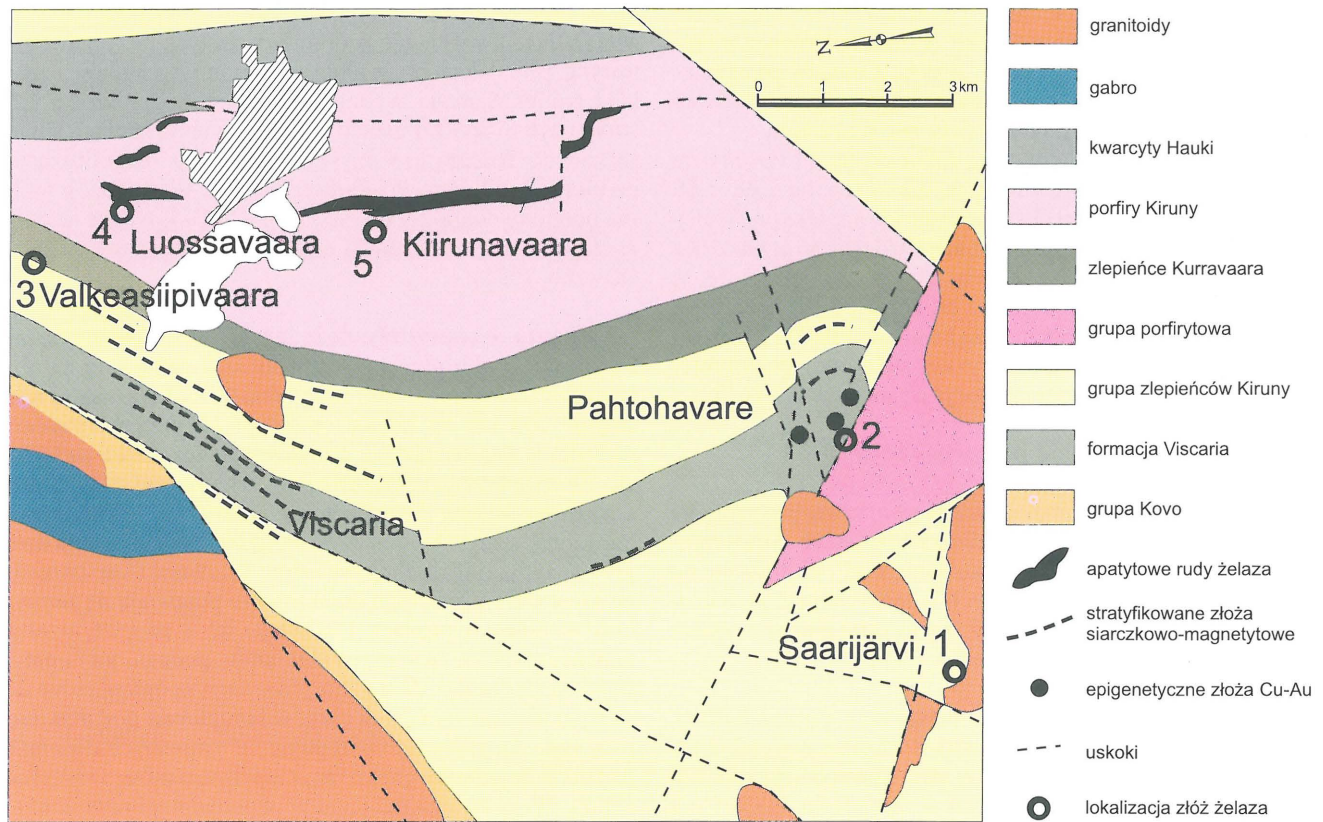 N
0 1 2 3 km
4
Luossavaara
5
Kiirunavaara
3 Valkeasiipivaara
Pahtohavare
2
Viscaria
Saarijärvi 1
granitoidy
gabro
kwarcyty Hauki
porfiry Kiruny
zlepieńce Kurravaara
grupa porfirytowa
grupa zlepieńców Kiruny
formacja Viscaria
grupa Kovo
apatytowe rudy żelaza
stratyfikowane złoża
siarczkowo-magnetytowe
epigenetyczne złoża Cu-Au
uskoki
lokalizacja złóż żelaza